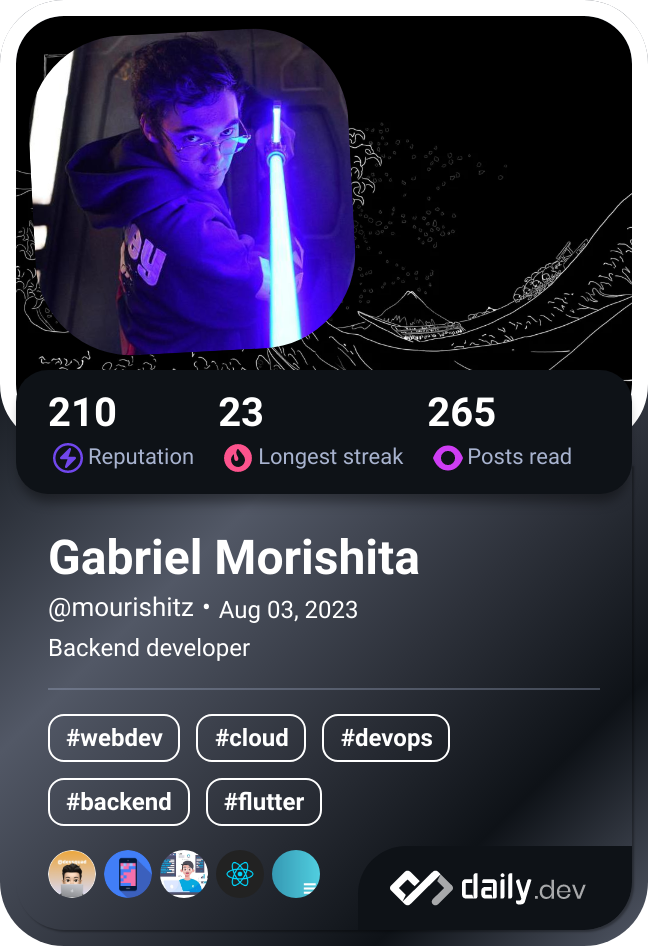 210 23 265
Reputation Longest streak Posts read
Gabriel Morishita
@mourishitz • Aug 03, 2023
Backend developer
#webdev #cloud #devops
#backend #flutter
daily.dev